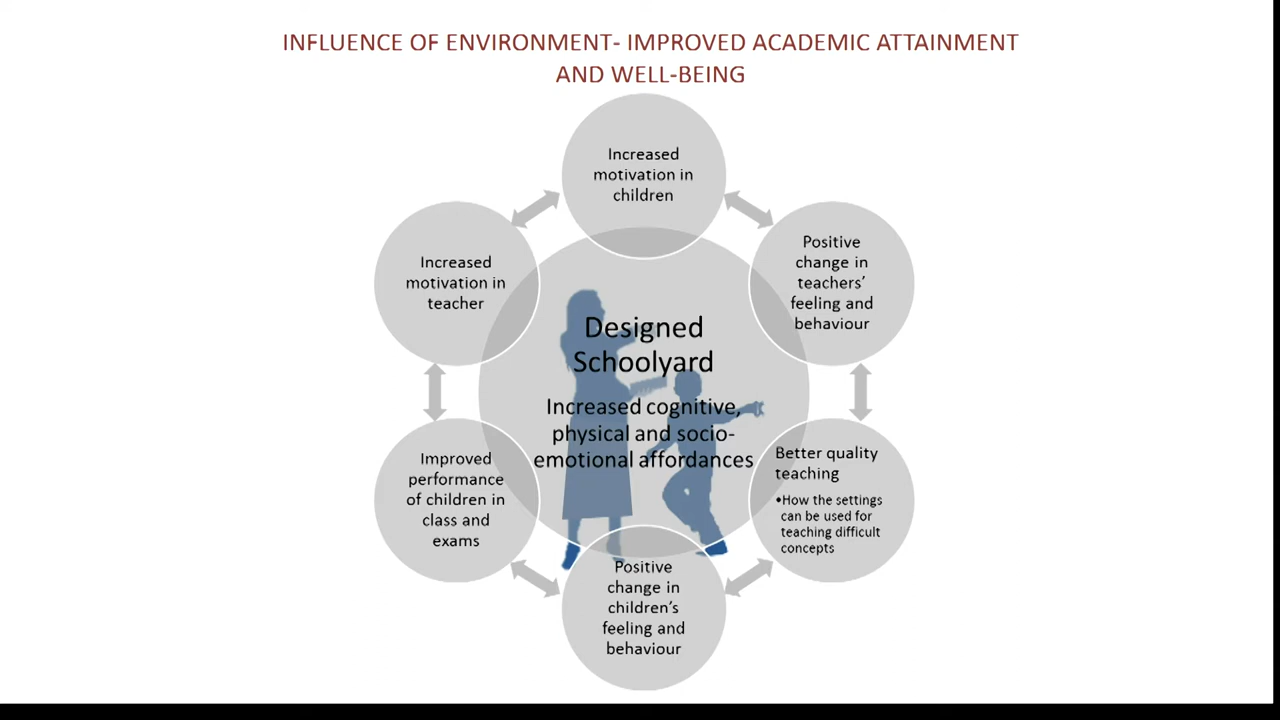 INFLUENCE OF ENVIRONMENT- IMPROVED ACADEMIC ATTAINMENT
AND WELL-BEING
Increased
motivation in
children
Positive
change in
teachers’
feeling and
behaviour
Better quality
teaching
•How the settings
can be used for
teaching difficult
concepts
Positive
change in
children’s
feeling and
behaviour
Improved
performance
of children in
class and
exams
Increased
motivation in
teacher
Designed
Schoolyard
Increased cognitive,
physical and socio-
emotional affordances